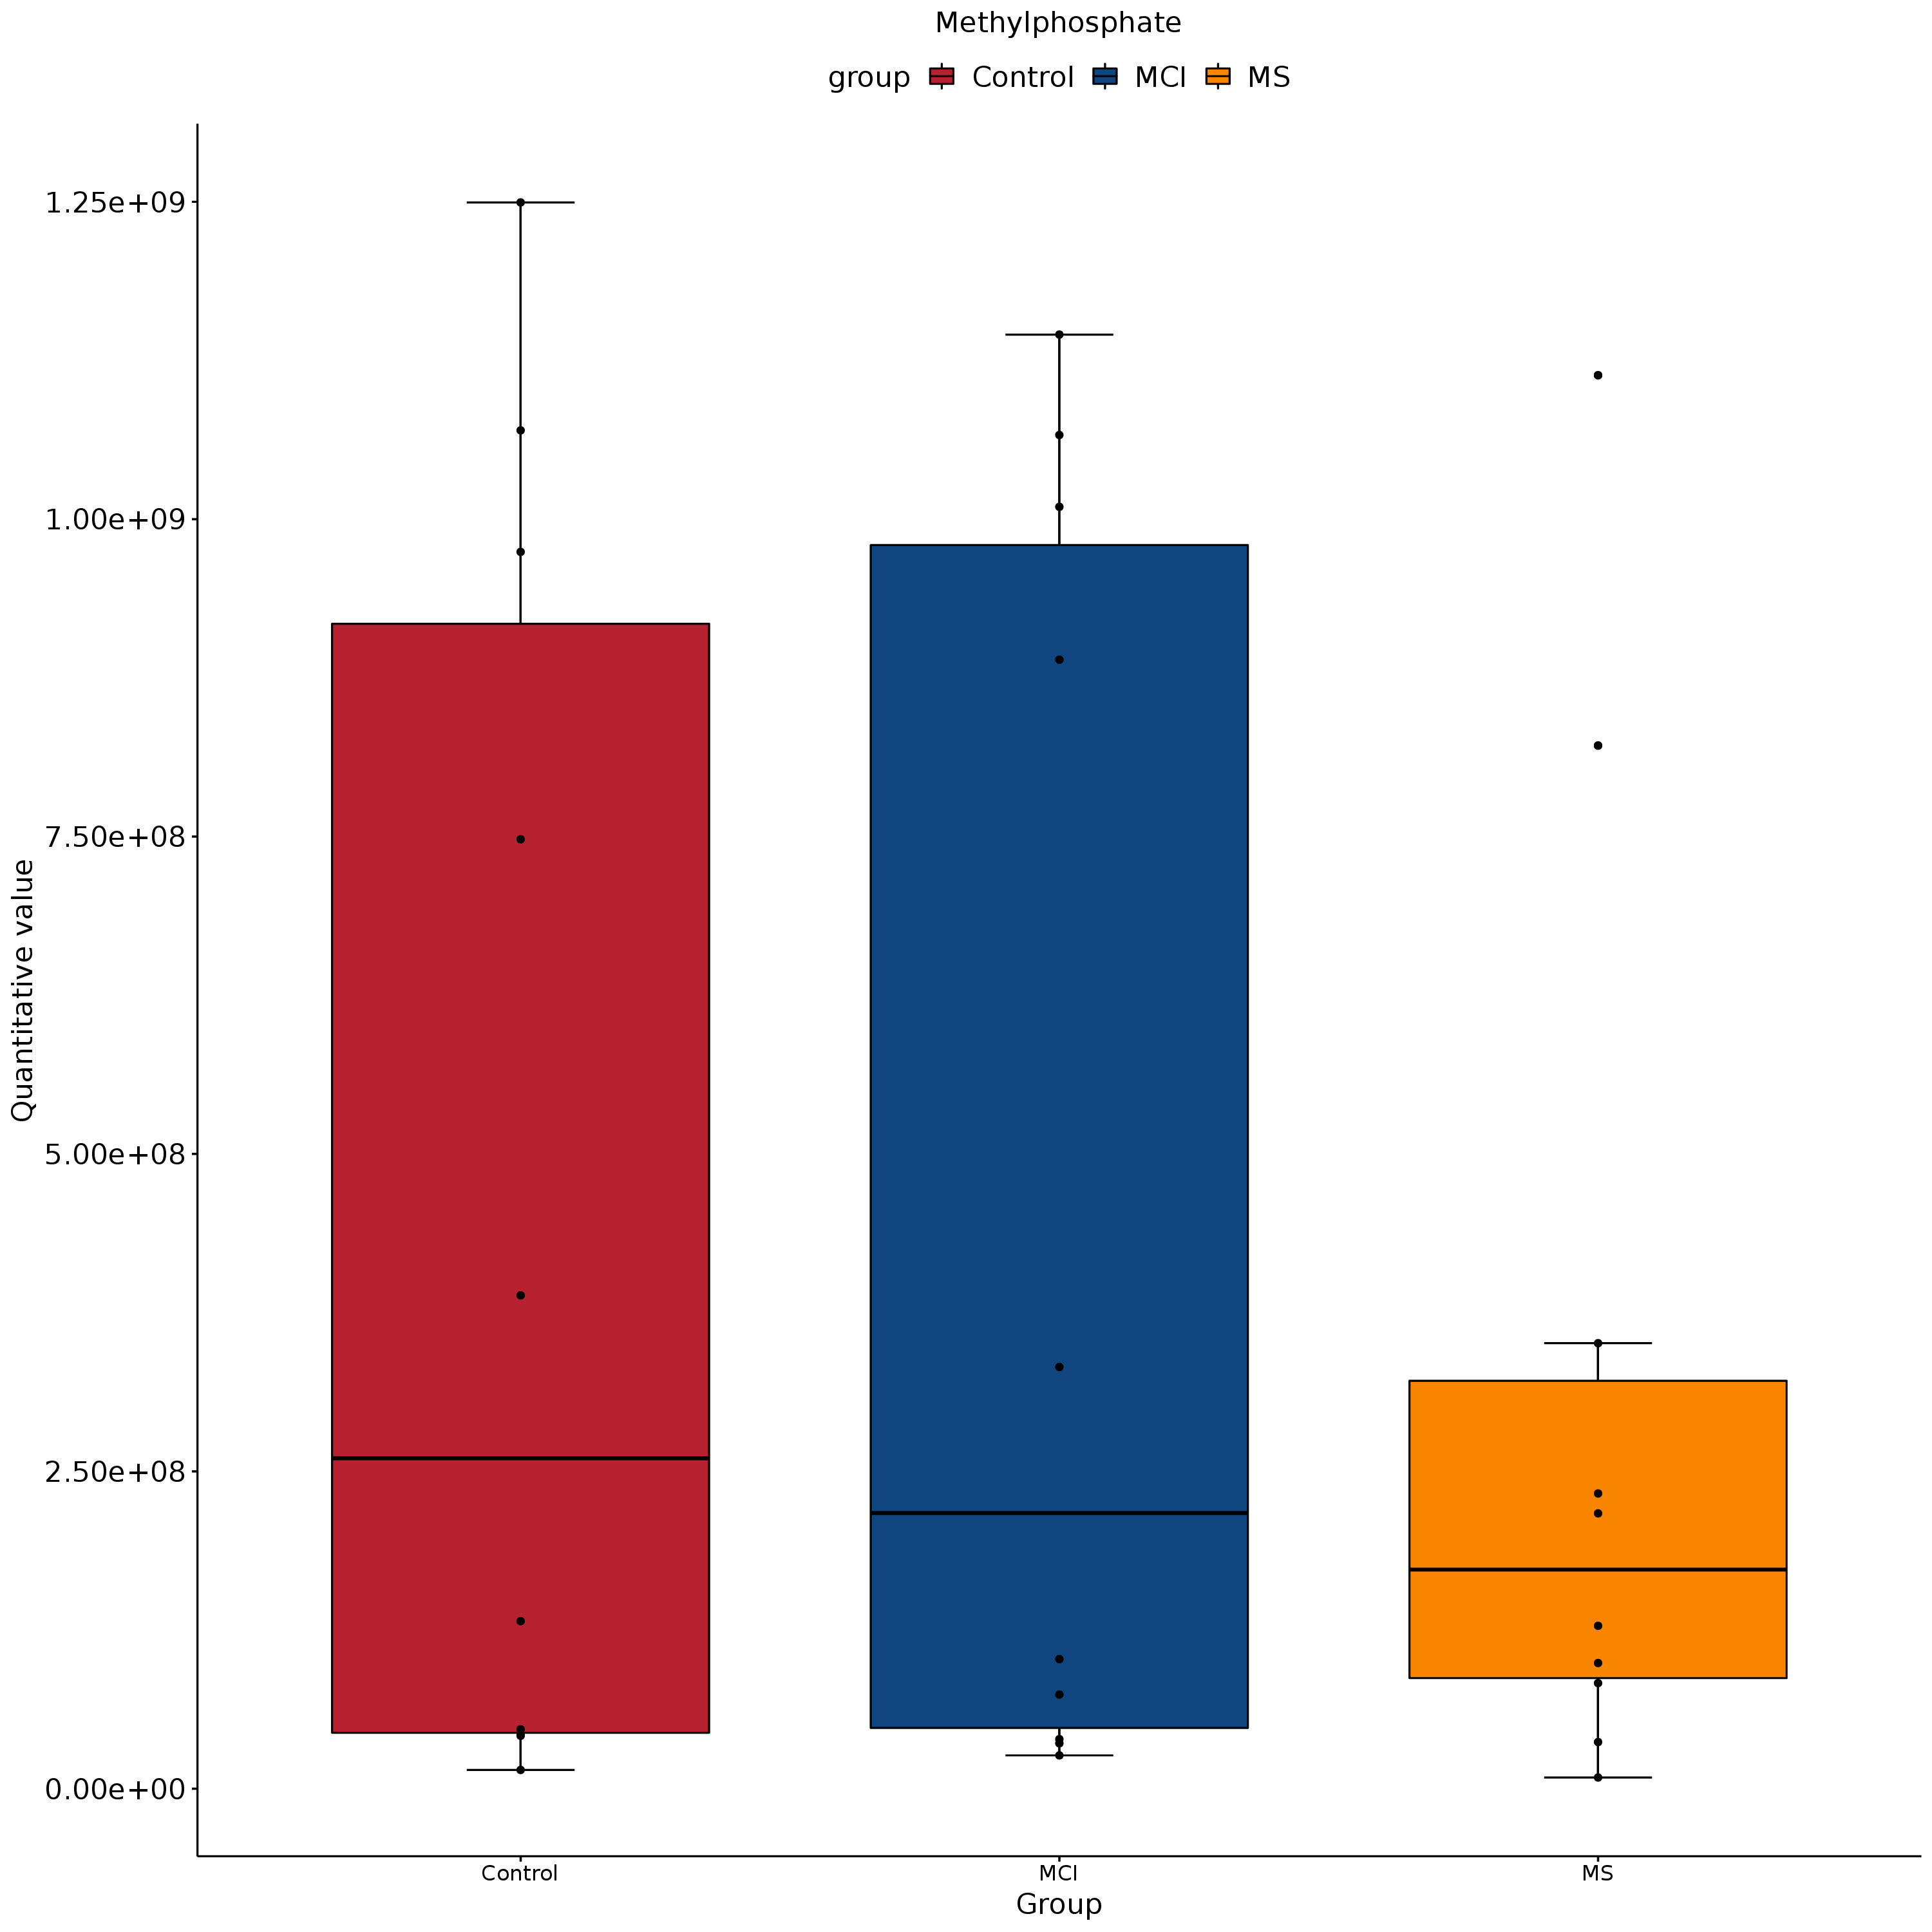 Methylphosphate
group Control MCI MS
1.25e+09
1.00e+09
7.50e+08
5.00e+08
2.50e+08
0.00e+00
Quantitative value
Control MCI MS
Group